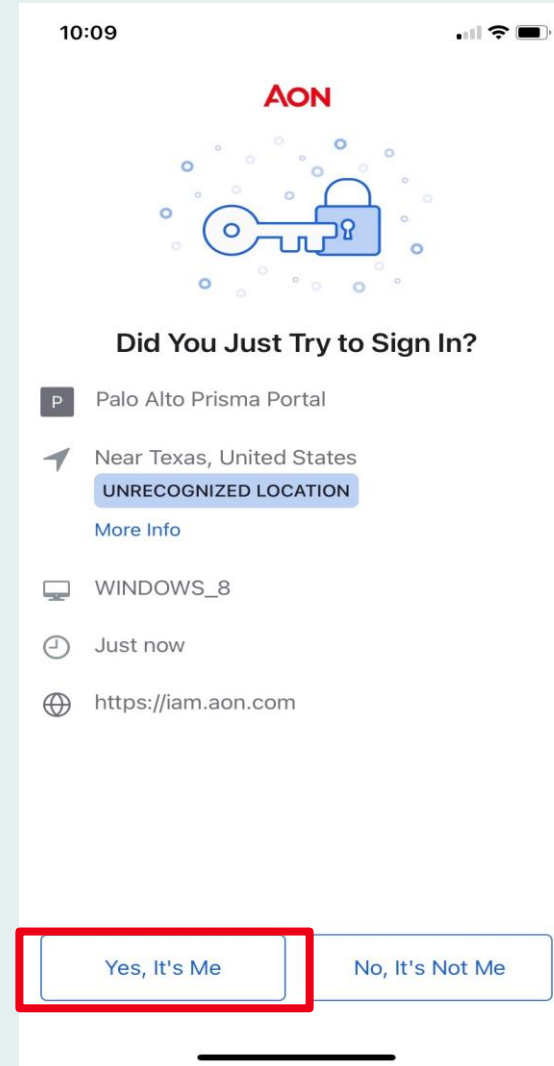 10:09
AON
Did You Just Try to Sign In?
P Palo Alto Prisma Portal
Near Texas, United States
UNRECOGNIZED LOCATION
More Info
WINDOWS_8
Just now
https://iam.aon.com
Yes, It's Me No, It's Not Me